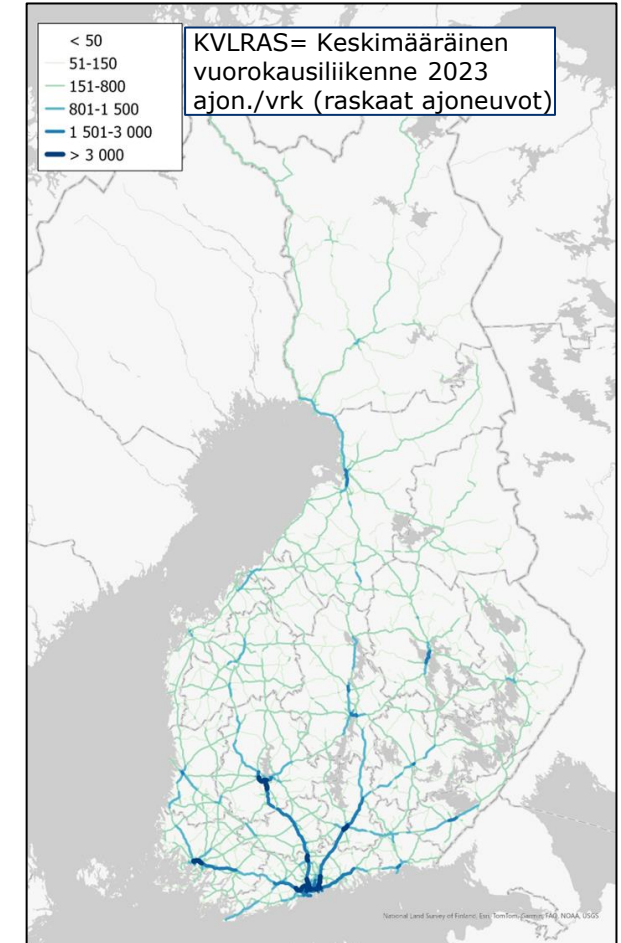 < 50
51-150
151-800
801-1 500
1 501-3 000
> 3 000
KVLRAS= Keskimääräinen
vuorokausiliikenne 2023
ajon./vrk (raskaat ajoneuvot)
National Land Survey of Finland, Esri, TomTom, Garmin, FAO, NOAA, USGS